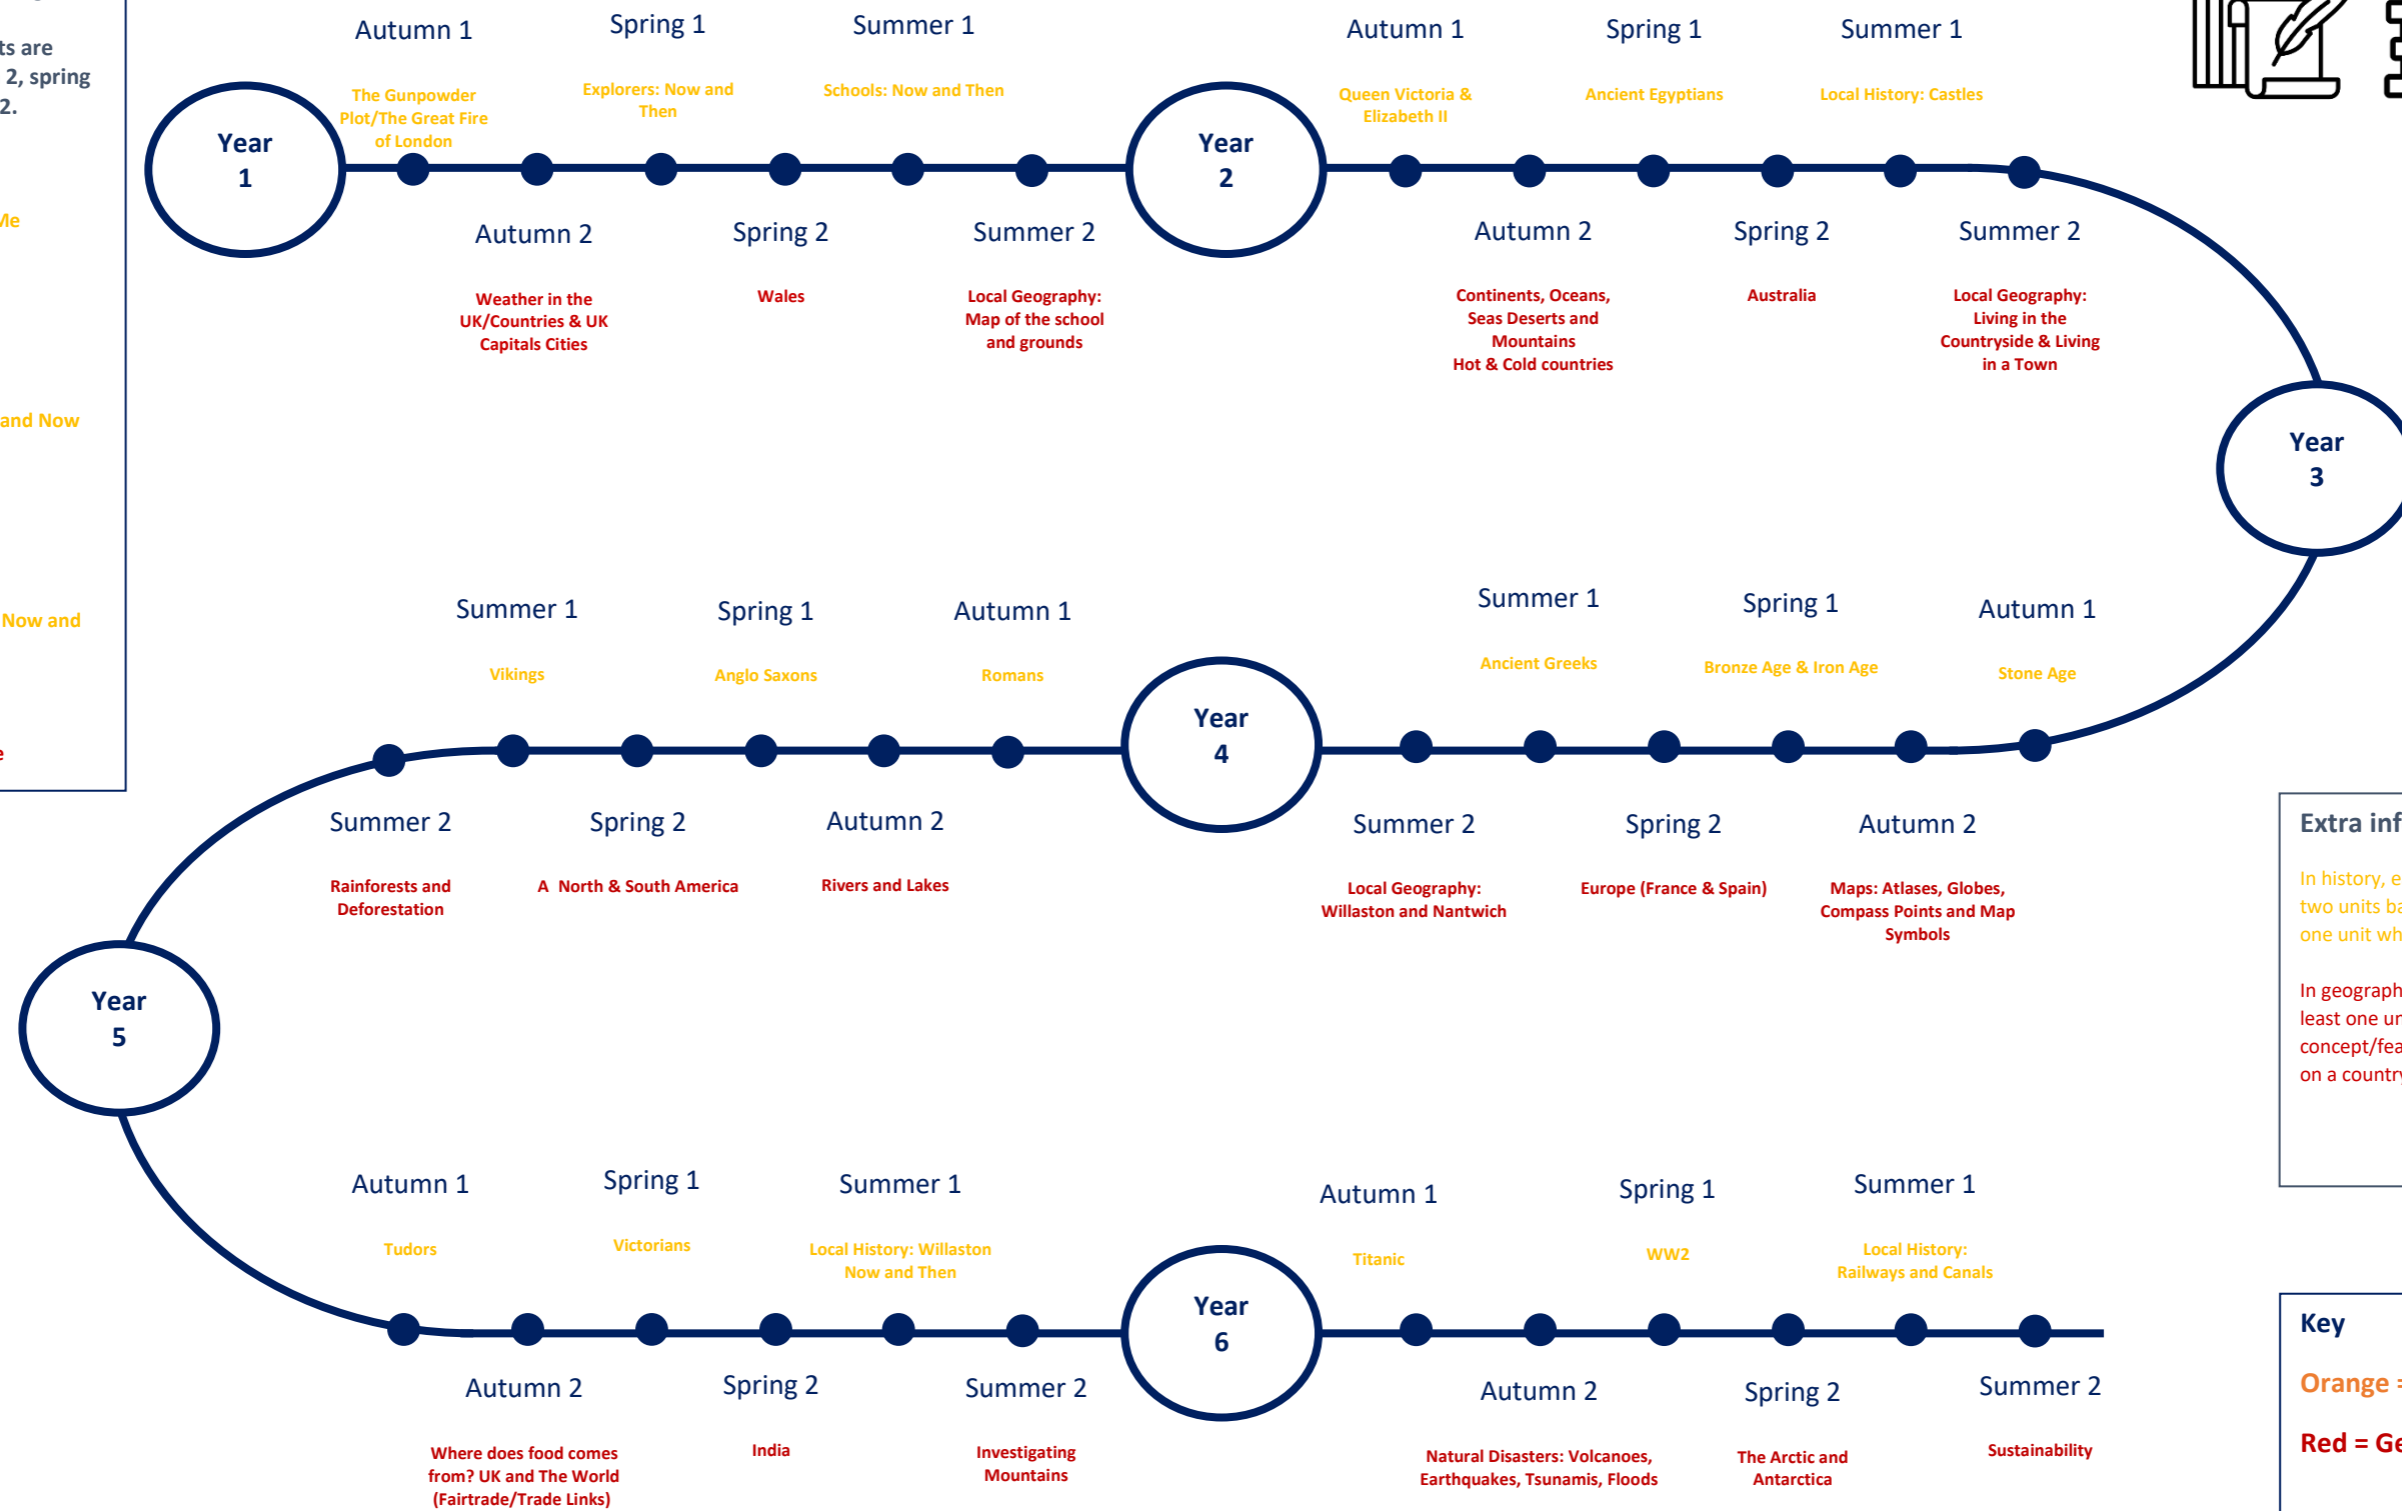 ts are
2, spring
2.
Me
and Now
Now and
Year
1
Autumn 1
The Gunpowder
Plot/The Great Fire
of London
Autumn 2
Weather in the
UK/Countries & UK
Capitals Cities
Spring 1
Explorers: Now and
Then
Spring 2
Wales
Summer 1
Schools: Now and Then
Summer 2
Local Geography:
Map of the school
and grounds
Year
2
Autumn 1
Queen Victoria &
Elizabeth II
Autumn 2
Continents, Oceans,
Seas Deserts and
Mountains
Hot & Cold countries
Spring 1
Ancient Egyptians
Spring 2
Australia
Summer 1
Local History: Castles
Summer 2
Local Geography:
Living in the
Countryside & Living
in a Town
Year
3
Autumn 1
Stone Age
Autumn 2
Maps: Atlases, Globes,
Compass Points and Map
Symbols
Spring 1
Bronze Age & Iron Age
Spring 2
Europe (France & Spain)
Summer 1
Ancient Greeks
Summer 2
Local Geography:
Willaston and Nantwich
Year
4
Autumn 1
Romans
Autumn 2
Rivers and Lakes
Spring 1
Anglo Saxons
Spring 2
A North & South America
Summer 1
Vikings
Summer 2
Rainforests and
Deforestation
Year
5
Autumn 1
Tudors
Autumn 2
Where does food comes
from? UK and The World
(Fairtrade/Trade Links)
Spring 1
Victorians
Spring 2
India
Summer 1
Local History: Willaston
Now and Then
Summer 2
Investigating
Mountains
Year
6
Autumn 1
Titanic
Autumn 2
Natural Disasters: Volcanoes,
Earthquakes, Tsunamis, Floods
Spring 1
WW2
Spring 2
The Arctic and
Antarctica
Summer 1
Local History:
Railways and Canals
Summer 2
Sustainability
Extra inf
In history, e
two units ba
one unit wh
In geograph
least one un
concept/fea
on a country
Key
Orange =
Red = Ge